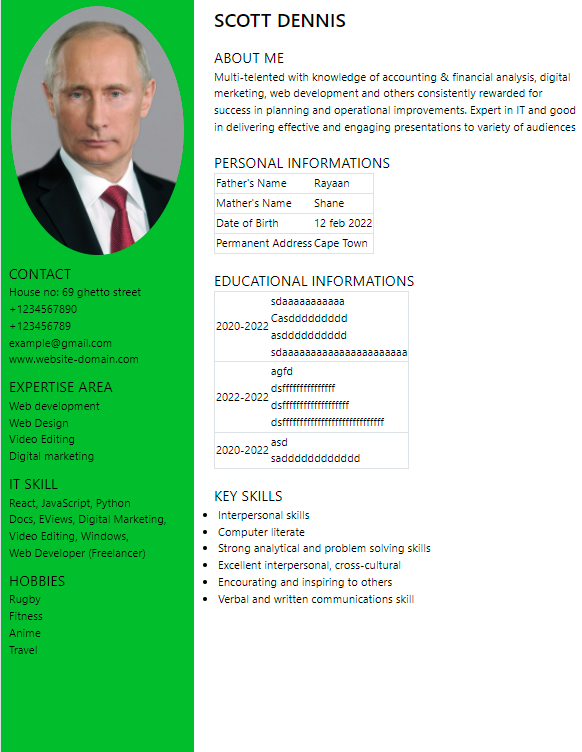 SCOTT DENNIS
ABOUT ME
Multi-telented with knowledge of accounting & financial analysis, digital
merketing, web development and others consistently rewarded for
success in planning and operational improvements. Expert in IT and good
in delivering effective and engaging presentations to variety of audiences
PERSONAL INFORMATIONS
Father's Name Rayaan
Mather's Name Shane
Date of Birth 12 feb 2022
Permanent Address Cape Town
EDUCATIONAL INFORMATIONS
2020-2022
sdaaaaaaaaaaa
Casddddddddd
asdddddddddd
sdaaaaaaaaaaaaaaaaaaaaaa
2022-2022
agfd
dsfffffffffffffff
dsfffffffffffffffffff
dsfffffffffffffffffffffffffffff
2020-2022
asd
sadddddddddddd
KEY SKILLS
Interpersonal skills
Computer literate
Strong analytical and problem solving skills
Excellent interpersonal, cross-cultural
Encourating and inspiring to others
Verbal and written communications skill
CONTACT
House no: 69 ghetto street
+1234567890
+123456789
example@gmail.com
www.website-domain.com
EXPERTISE AREA
Web development
Web Design
Video Editing
Digital marketing
IT SKILL
React, JavaScript, Python
Docs, EViews, Digital Marketing,
Video Editing, Windows,
Web Developer (Freelancer)
HOBBIES
Rugby
Fitness
Anime
Travel